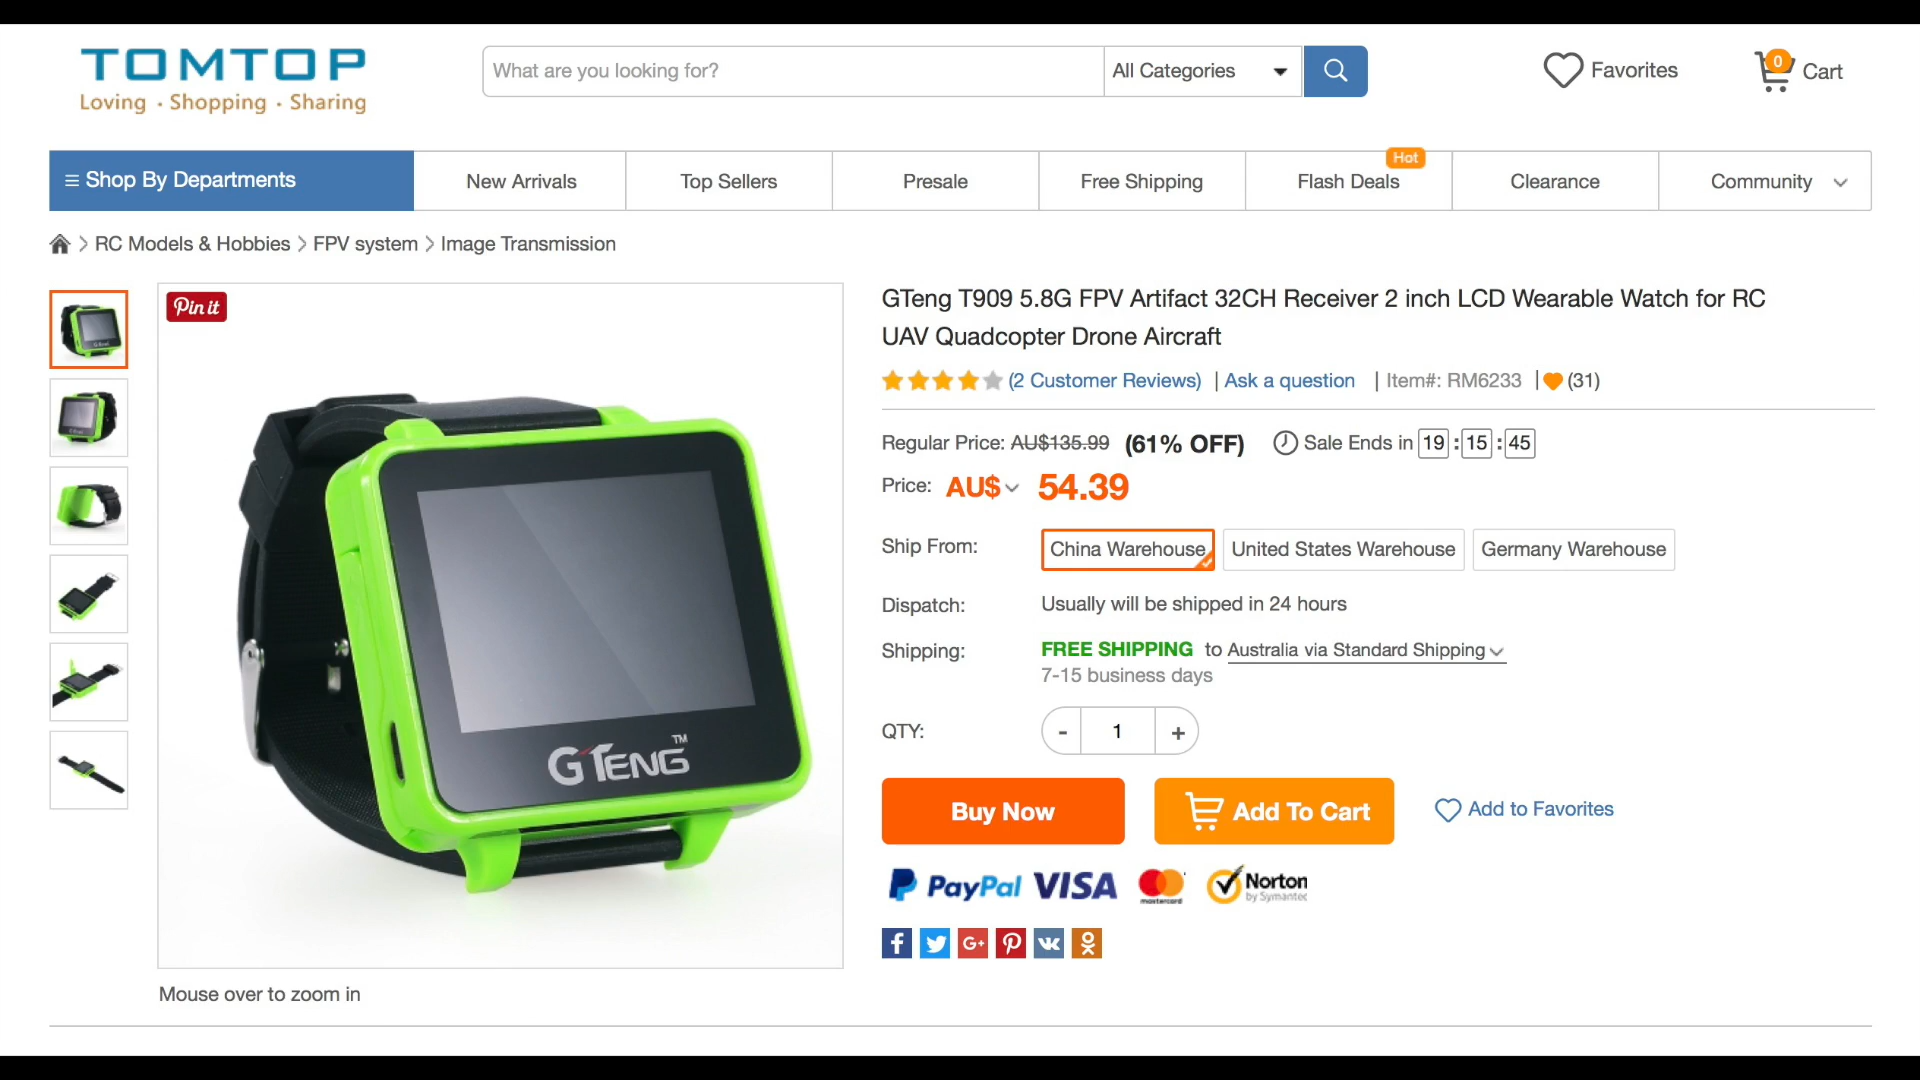 TOMTOP
Loving · Shopping · Sharing
What are you looking for?
All Categories
Favorites
0
Cart
Shop By Departments
New Arrivals
Top Sellers
Presale
Free Shipping
Flash Deals
Hot
Clearance
Community
RC Models & Hobbies > FPV system > Image Transmission
Pin it
GTENG™
Mouse over to zoom in
GTeng T909 5.8G FPV Artifact 32CH Receiver 2 inch LCD Wearable Watch for RC
UAV Quadcopter Drone Aircraft
(2 Customer Reviews) | Ask a question | Item#: RM6233 | (31)
Regular Price: AU$135.99 (61% OFF) Sale Ends in 19 : 15 : 45
Price: AU$ 54.39
Ship From: China Warehouse United States Warehouse Germany Warehouse
Dispatch: Usually will be shipped in 24 hours
Shipping: FREE SHIPPING to Australia via Standard Shipping
7-15 business days
QTY: - 1 +
Buy Now
Add To Cart
Add to Favorites
PayPal VISA mastercard Norton
by Symantec
f G+ VK